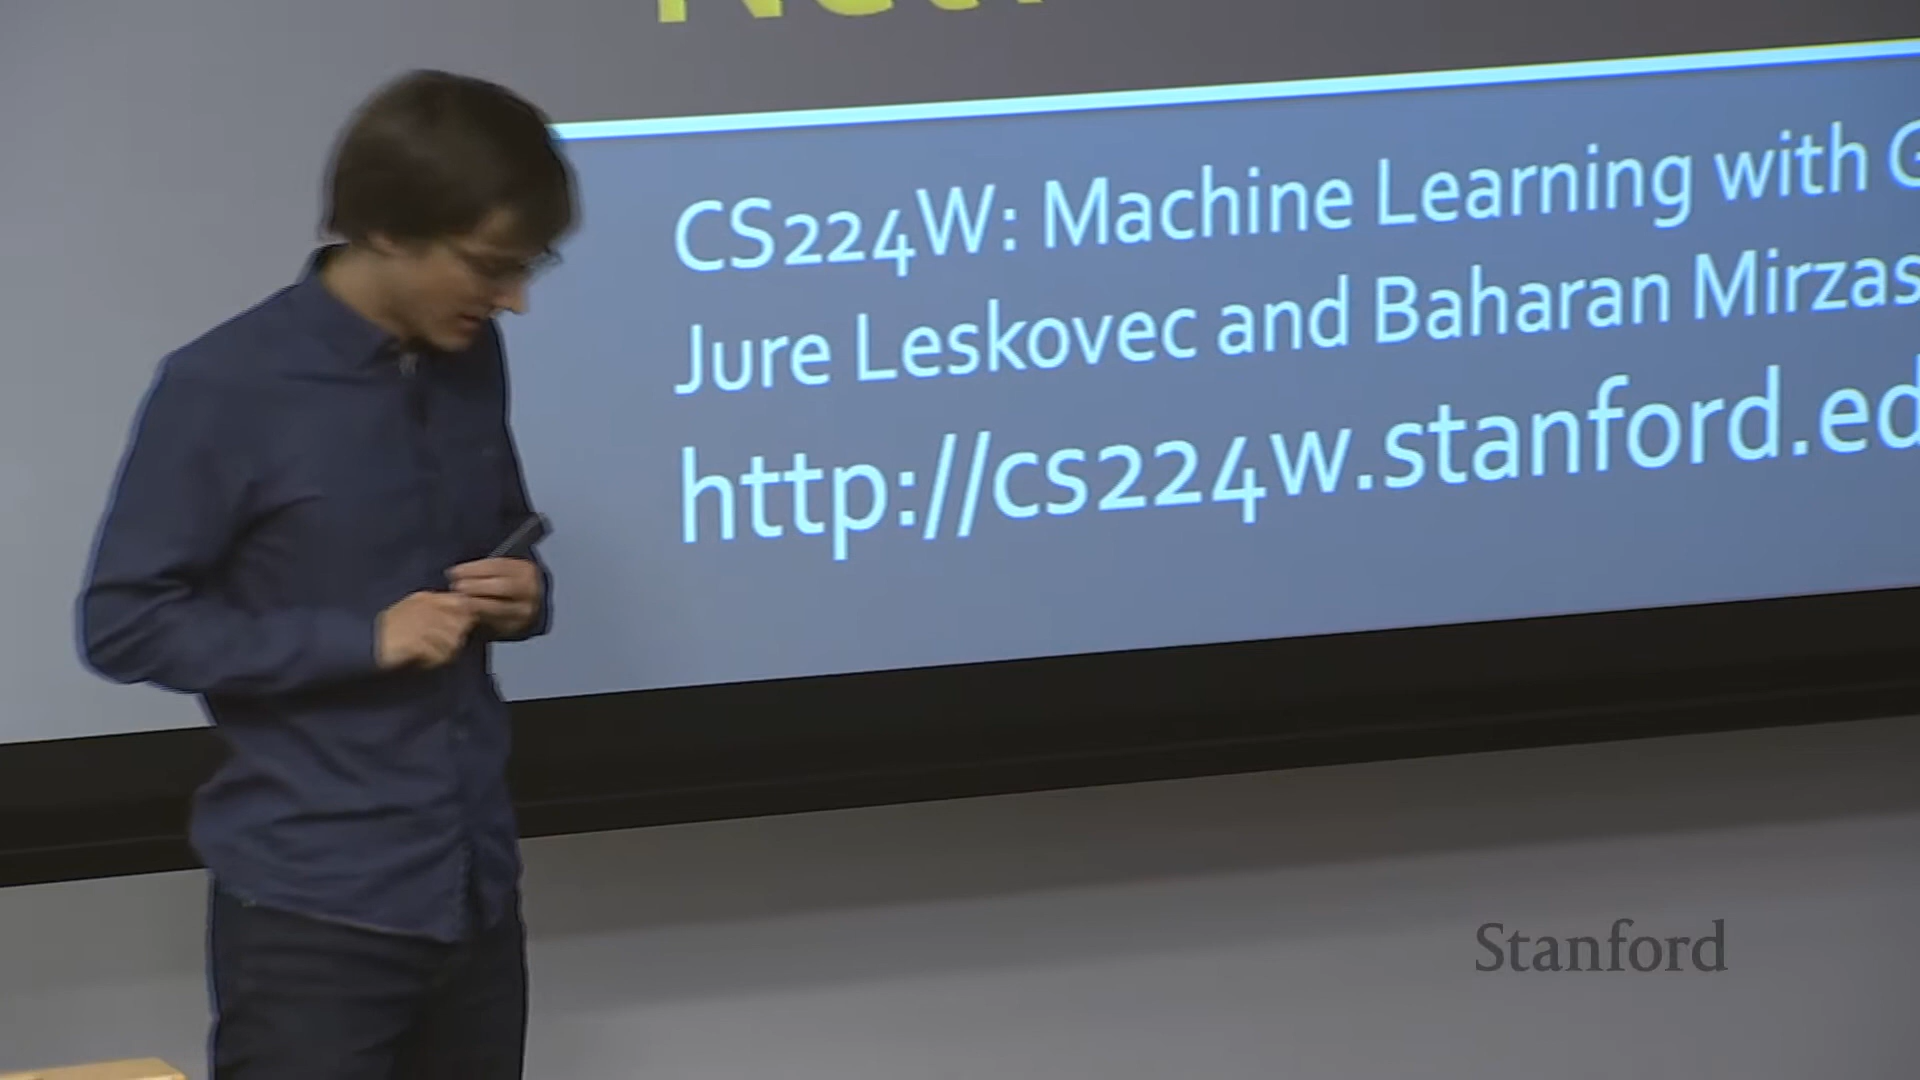 CS224W: Machine Learning with G
Jure Leskovec and Baharan Mirzas
http://cs224w.stanford.ed
Stanford